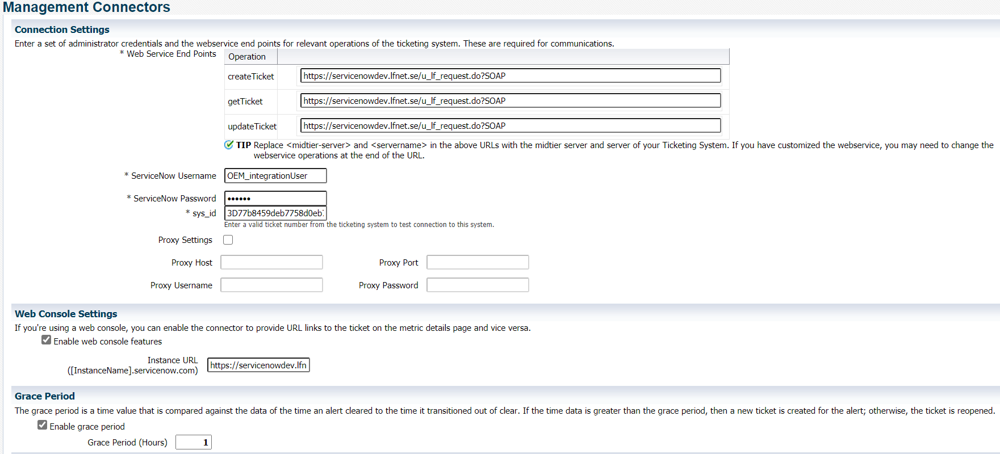 Management Connectors
Connection Settings
Enter a set of administrator credentials and the webservice end points for relevant operations of the ticketing system. These are required for communications.
* Web Service End Points
Operation
createTicket https://servicenowdev.lfnet.se/u_lf_request.do?SOAP
getTicket https://servicenowdev.lfnet.se/u_lf_request.do?SOAP
updateTicket https://servicenowdev.lfnet.se/u_lf_request.do?SOAP
TIP Replace <midtier-server> and <servername> in the above URLs with the midtier server and server of your Ticketing System. If you have customized the webservice, you may need to change the
webservice operations at the end of the URL.
* ServiceNow Username OEM_integrationUser
* ServiceNow Password ••••••
* sys_id 3D77b8459deb7758d0eb
Enter a valid ticket number from the ticketing system to test connection to this system.
Proxy Settings
Proxy Host Proxy Port
Proxy Username Proxy Password
Web Console Settings
If you're using a web console, you can enable the connector to provide URL links to the ticket on the metric details page and vice versa.
Enable web console features
Instance URL
([InstanceName].servicenow.com) https://servicenowdev.lfn
Grace Period
The grace period is a time value that is compared against the data of the time an alert cleared to the time it transitioned out of clear. If the time data is greater than the grace period, then a new ticket is created for the alert; otherwise, the ticket is reopened.
Enable grace period
Grace Period (Hours) 1